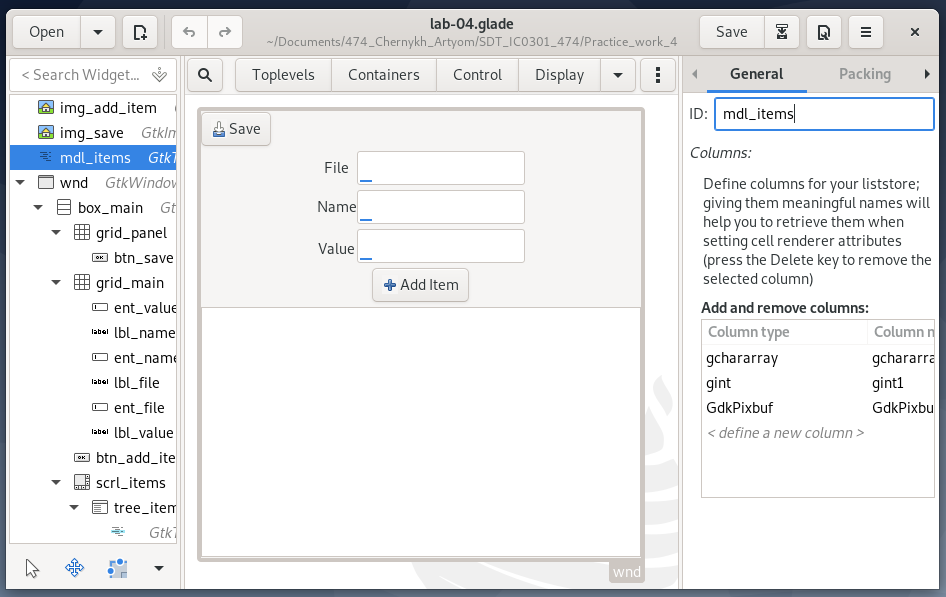 Open
lab-04.glade
~/Documents/474_Chernykh_Artyom/SDT_IC0301_474/Practice_work_4
Save
< Search Widget...
Toplevels
Containers
Control
Display
General
Packing
img_add_item
img_save GtkIm
mdl_items GtkT
wnd GtkWindow
box_main Gt
grid_panel
btn_save
grid_main
ent_value
lbl_name
ent_name
lbl_file
ent_file
lbl_value
btn_add_ite
scrl_items
tree_item
GtkT
Save
File
Name
Value
Add Item
wnd
ID: mdl_items
Columns:
Define columns for your liststore;
giving them meaningful names will
help you to retrieve them when
setting cell renderer attributes
(press the Delete key to remove the
selected column)
Add and remove columns:
Column type Column n
gchararray gchararra
gint gint1
GdkPixbuf GdkPixbu
< define a new column >